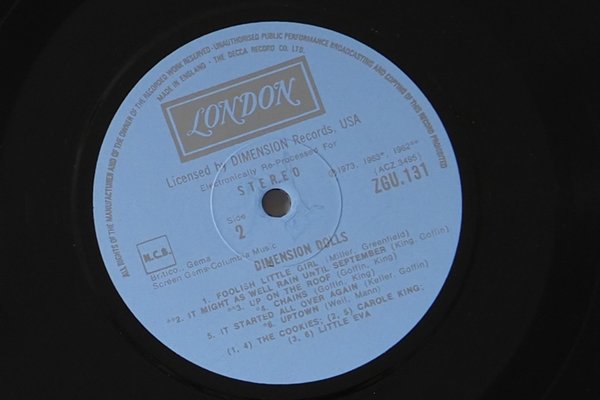 ALL RIGHTS OF THE MANUFACTURER AND OF THE OWNER OF THE RECORDED WORK RESERVED · UNAUTHORISED PUBLIC PERFORMANCE BROADCASTING AND COPYING OF THIS RECORD PROHIBITED
MADE IN ENGLAND · THE DECCA RECORD CO. LTD.
LONDON
Licensed by DIMENSION Records, USA
Electronically Re-Processed For
STEREO
Ⓟ1973, 1963*, 1962**
(ACZ.3495)
ZGU.131
Side
2
N.C.B.
Britico Gema
Screen Gems-Columbia Music
DIMENSION DOLLS
1. FOOLISH LITTLE GIRL (Miller, Greenfield)
**2. IT MIGHT AS WELL RAIN UNTIL SEPTEMBER (King, Goffin)
**3. UP ON THE ROOF (Goffin, King)
**4. CHAINS (Goffin, King)
5. IT STARTED ALL OVER AGAIN (Keller, Goffin)
*6. UPTOWN (Weil, Mann)
(1, 4) THE COOKIES; (2, 5) CAROLE KING;
(3, 6) LITTLE EVA